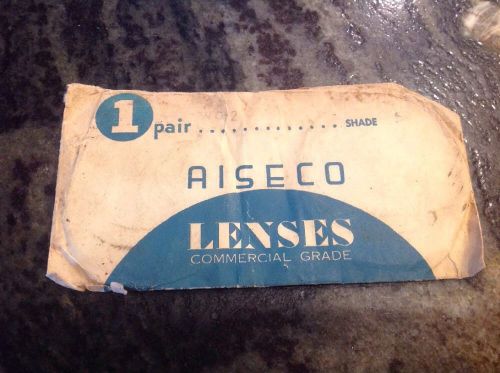 1 pair .................. SHADE
AISECO
LENSES
COMMERCIAL GRADE